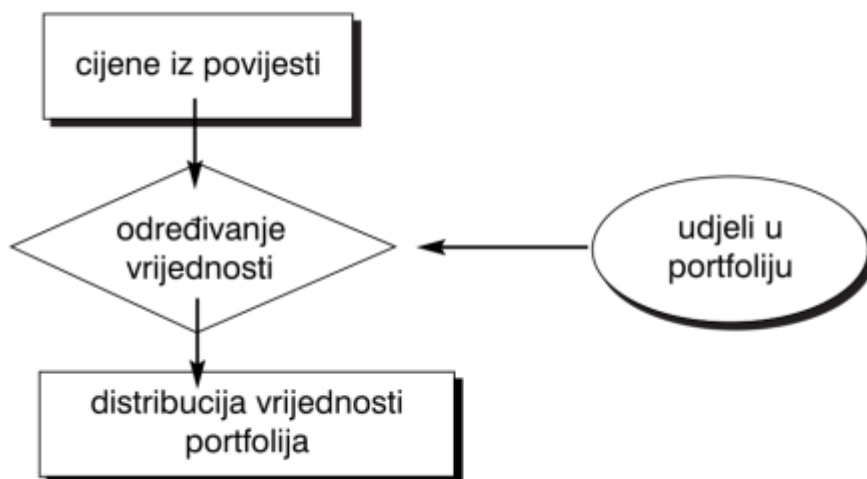 cijene iz povijesti
određivanje
vrijednosti
udjeli u
portfoliju
distribucija vrijednosti
portfolija